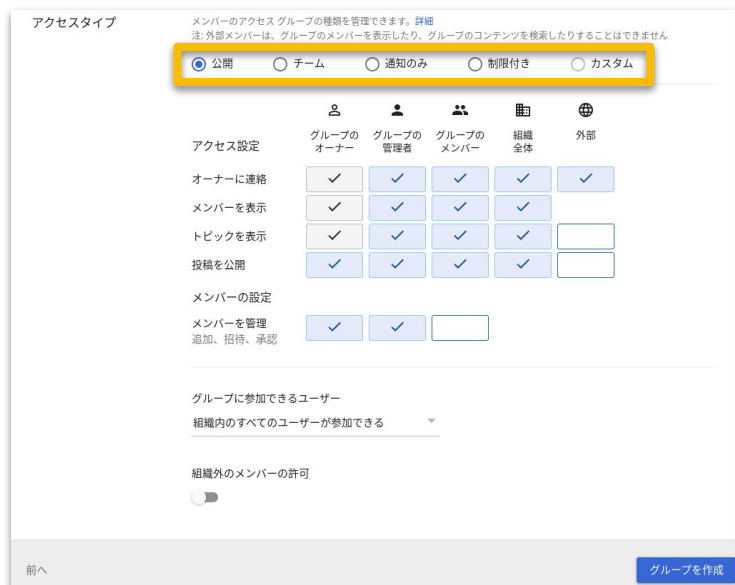 アクセスタイプ
メンバーのアクセス グループの種類を管理できます。詳細
注: 外部メンバーは、グループのメンバーを表示したり、グループのコンテンツを検索したりすることはできません
公開 チーム 通知のみ 制限付き カスタム
アクセス設定
グループの
オーナー
グループの
管理者
グループの
メンバー
組織
全体
外部
オーナーに連絡
メンバーを表示
トピックを表示
投稿を公開
メンバーの設定
メンバーを管理
追加、招待、承認
グループに参加できるユーザー
組織内のすべてのユーザーが参加できる
組織外のメンバーの許可
前へ
グループを作成